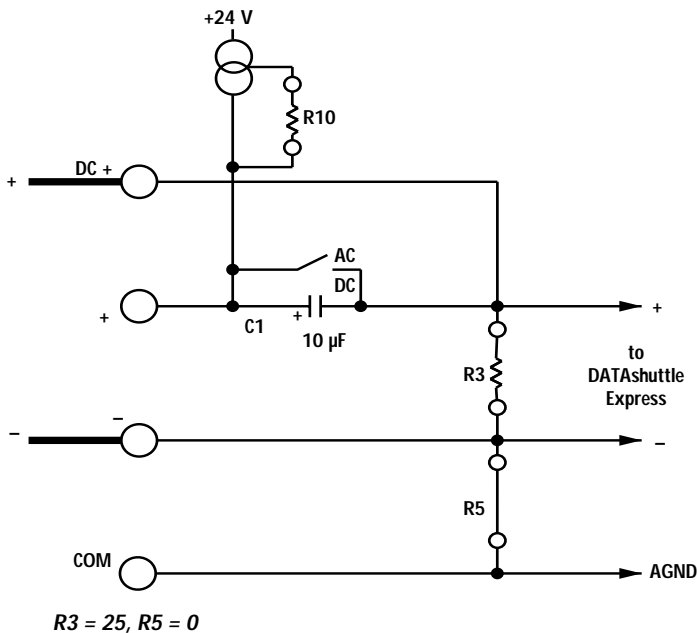 +24 V
R10
DC +
+
AC
DC
+
+
C1
10 µF
+
to
DATAshuttle
Express
R3
–
–
–
R5
COM
AGND
R3 = 25, R5 = 0